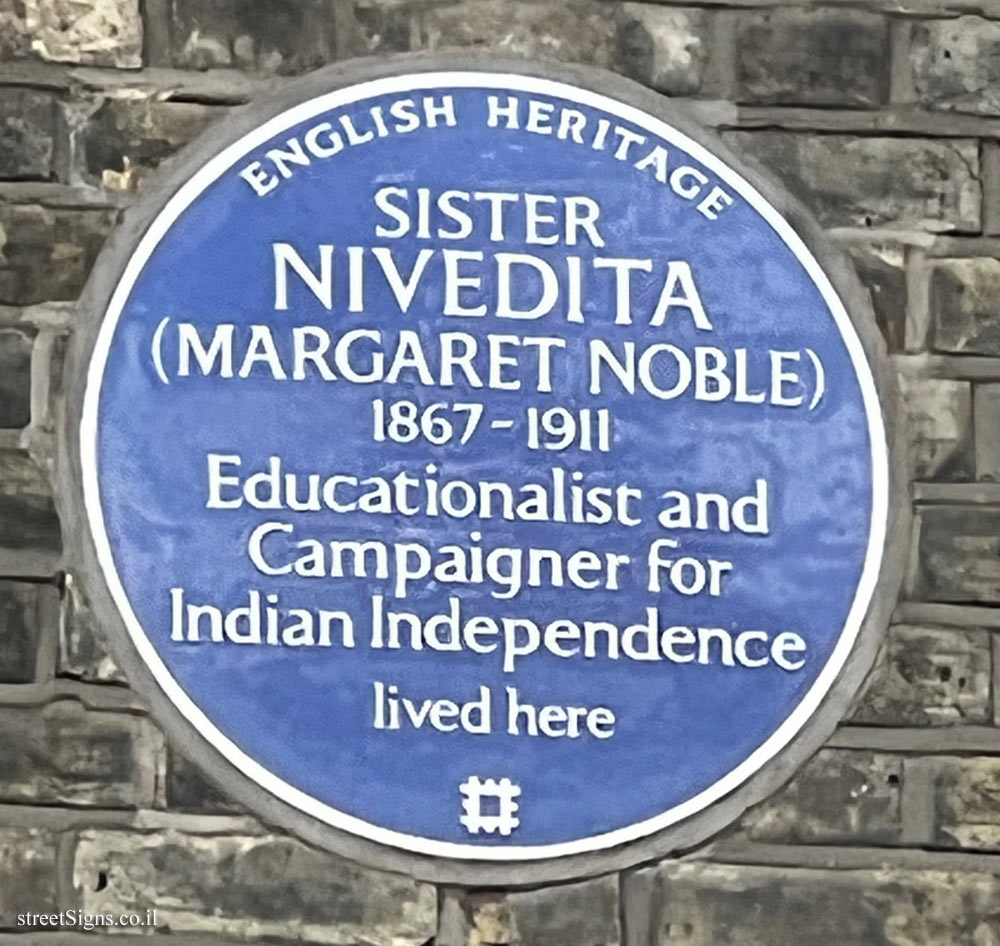 ENGLISH HERITAGE
SISTER
NIVEDITA
(MARGARET NOBLE)
1867-1911
Educationalist and
Campaigner for
Indian Independence
lived here
streetSigns.co.il